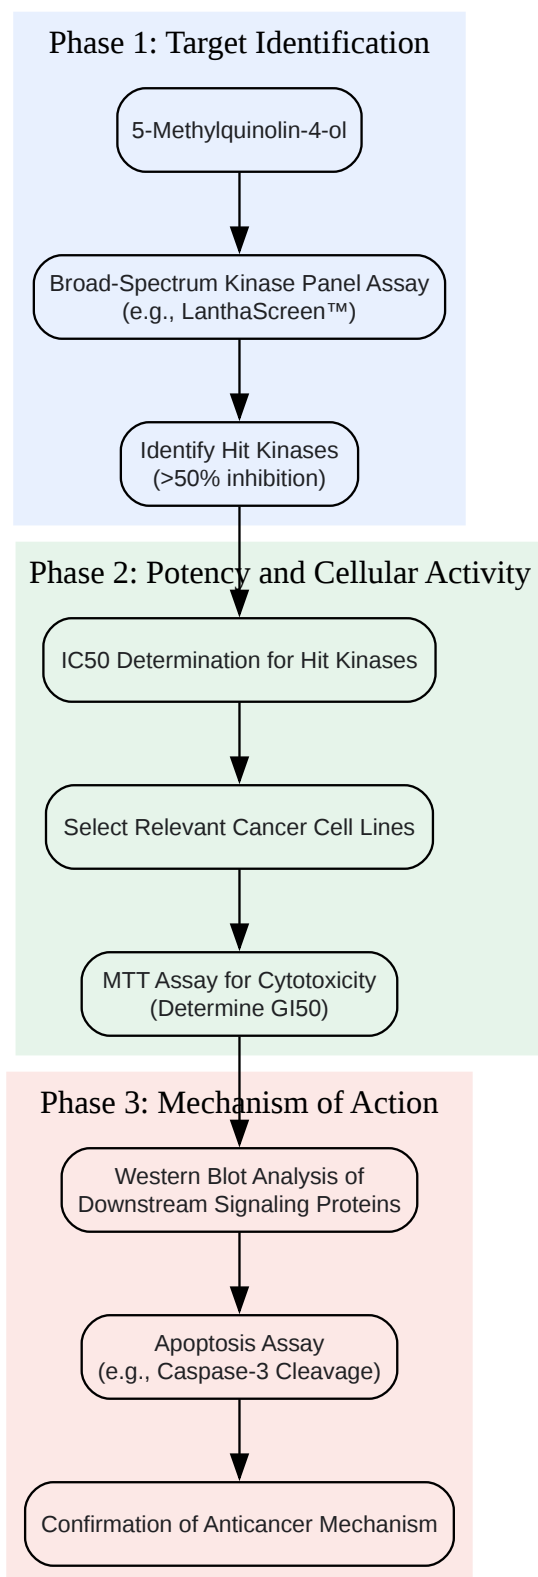 Phase 1: Target Identification
5-Methylquinolin-4-ol
Broad-Spectrum Kinase Panel Assay
(e.g., LanthaScreen™)
Identify Hit Kinases
(>50% inhibition)
Phase 2: Potency and Cellular Activity
IC50 Determination for Hit Kinases
Select Relevant Cancer Cell Lines
MTT Assay for Cytotoxicity
(Determine GI50)
Phase 3: Mechanism of Action
Western Blot Analysis of
Downstream Signaling Proteins
Apoptosis Assay
(e.g., Caspase-3 Cleavage)
Confirmation of Anticancer Mechanism